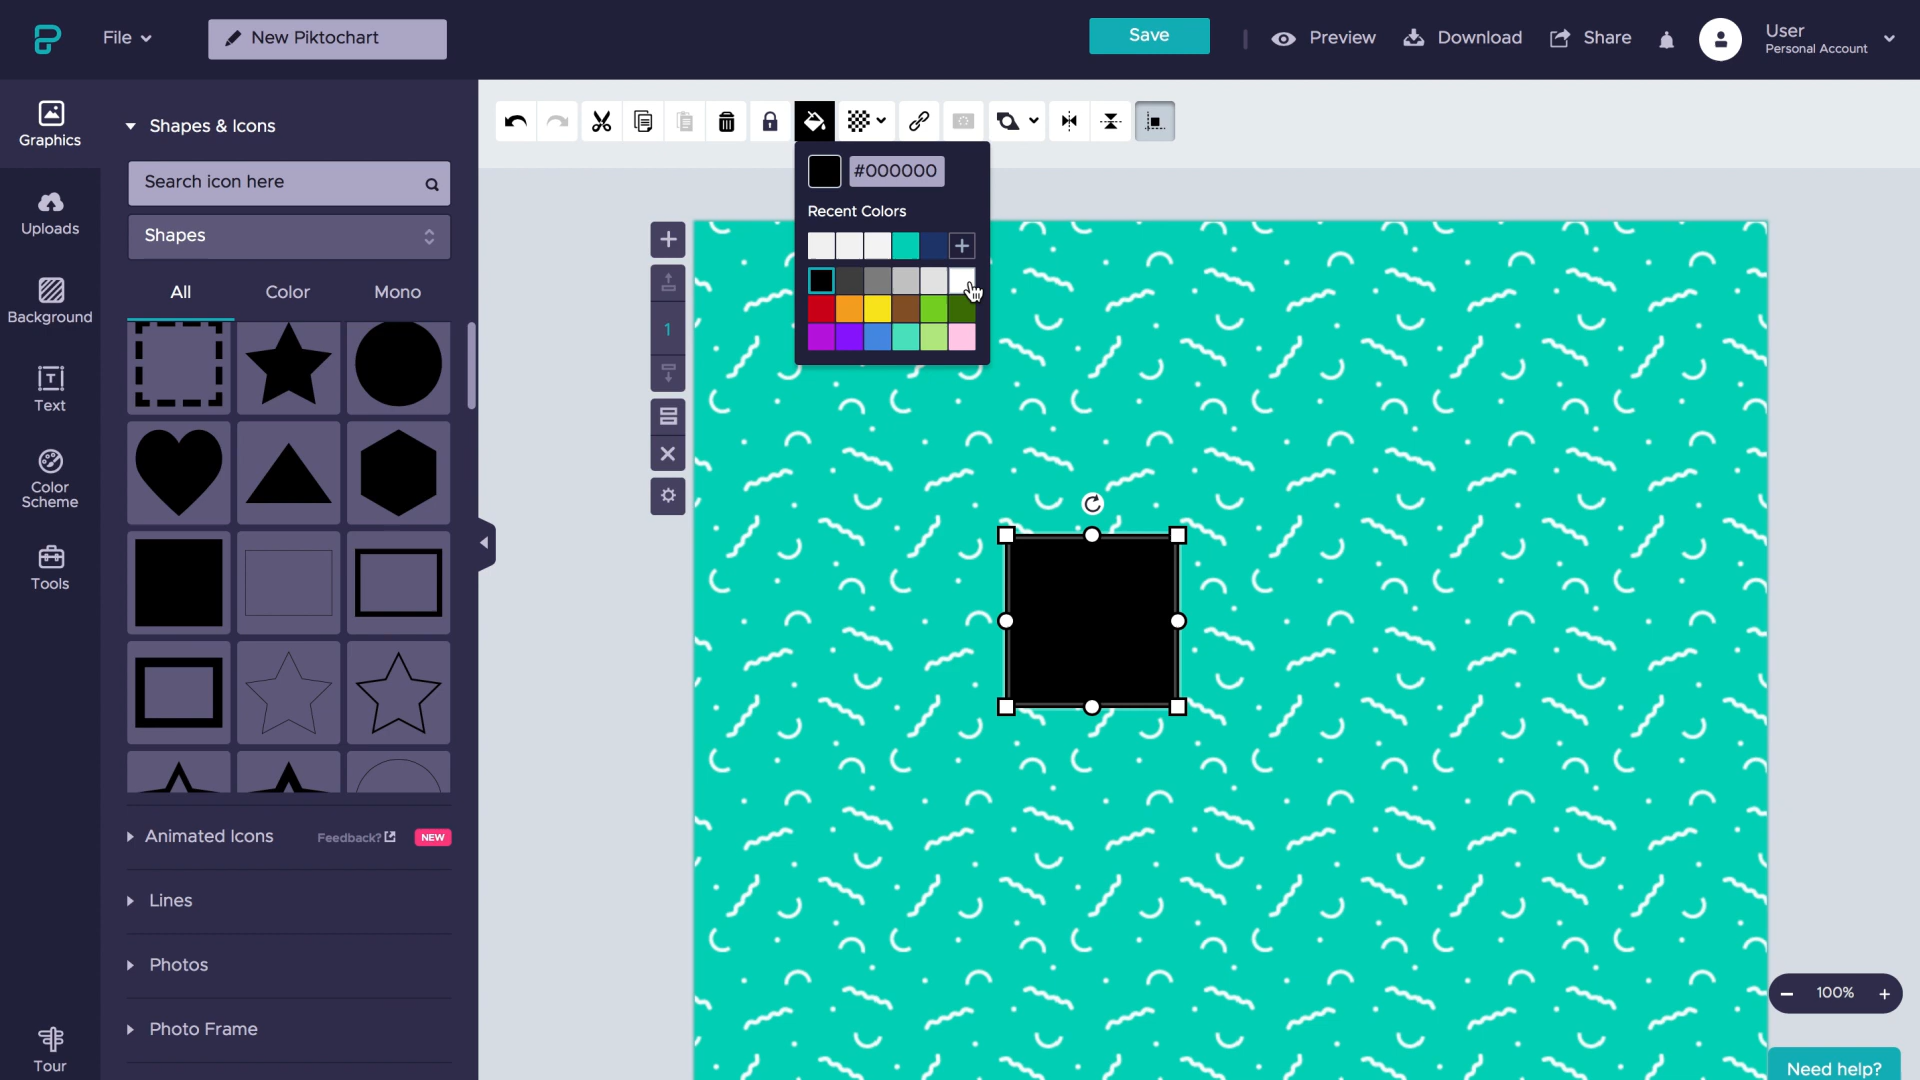 File
New Piktochart
Save
Preview
Download
Share
User
Personal Account
Graphics
Uploads
Background
Text
Color
Scheme
Tools
Tour
Shapes & Icons
Search icon here
Shapes
All
Color
Mono
Animated Icons
Feedback?
NEW
Lines
Photos
Photo Frame
#000000
Recent Colors
1
100%
Need help?